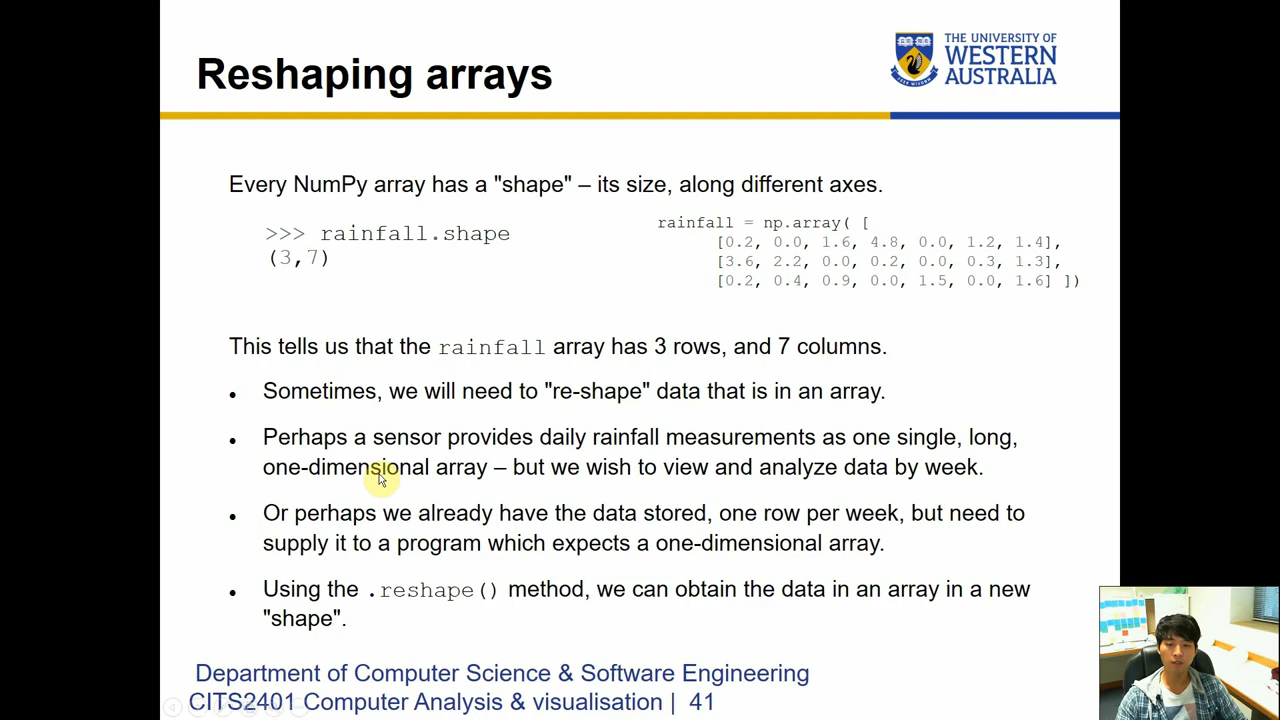 Reshaping arrays
THE UNIVERSITY OF
WESTERN
AUSTRALIA
Every NumPy array has a "shape" – its size, along different axes.
>>> rainfall.shape
(3,7)
rainfall = np.array( [
[0.2, 0.0, 1.6, 4.8, 0.0, 1.2, 1.4],
[3.6, 2.2, 0.0, 0.2, 0.0, 0.3, 1.3],
[0.2, 0.4, 0.9, 0.0, 1.5, 0.0, 1.6] ])
This tells us that the rainfall array has 3 rows, and 7 columns.
• Sometimes, we will need to "re-shape" data that is in an array.
• Perhaps a sensor provides daily rainfall measurements as one single, long,
one-dimensional array – but we wish to view and analyze data by week.
• Or perhaps we already have the data stored, one row per week, but need to
supply it to a program which expects a one-dimensional array.
• Using the .reshape() method, we can obtain the data in an array in a new
"shape".
Department of Computer Science & Software Engineering
CITS2401 Computer Analysis & visualisation | 41